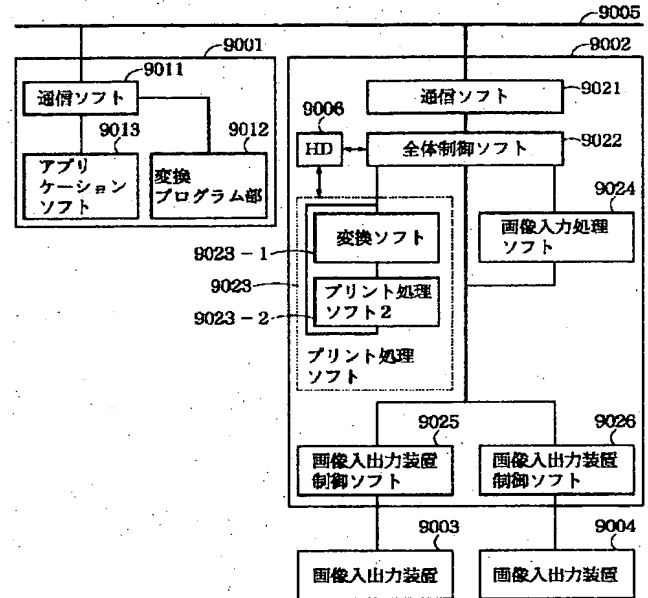 9005
9001
9002
9011
通信ソフト
9021
通信ソフト
9006
9022
HD
全体制御ソフト
9013
9012
アプリ
ケーション
ソフト
変換
プログラム部
9024
変換ソフト
画像入力処理
ソフト
9023-1
9023
プリント処理
ソフト2
9023-2
プリント処理
ソフト
9025
9026
画像入出力装置
制御ソフト
画像入出力装置
制御ソフト
9003
9004
画像入出力装置
画像入出力装置